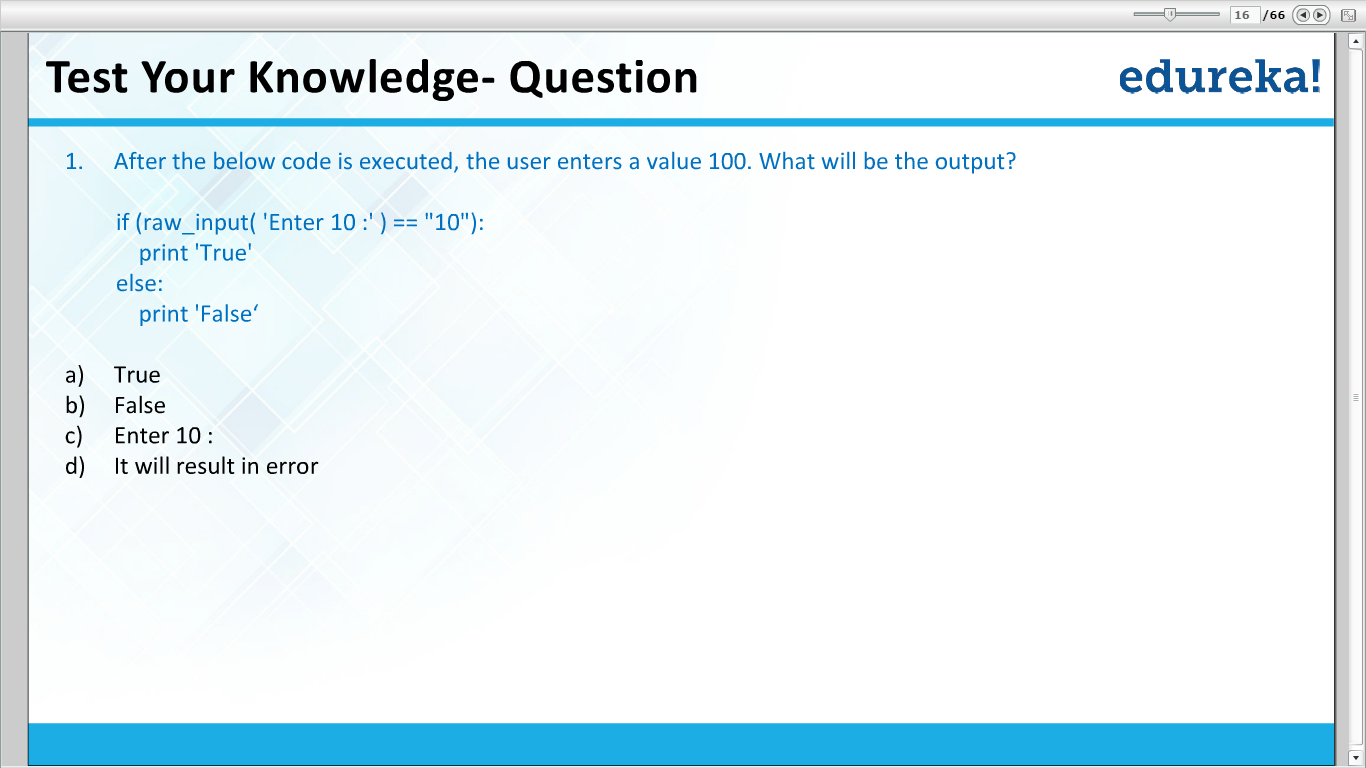 16 /66
Test Your Knowledge- Question
edureka!
1. After the below code is executed, the user enters a value 100. What will be the output?
if (raw_input( 'Enter 10 :' ) == "10"):
print 'True'
else:
print 'False‘
a) True
b) False
c) Enter 10 :
d) It will result in error